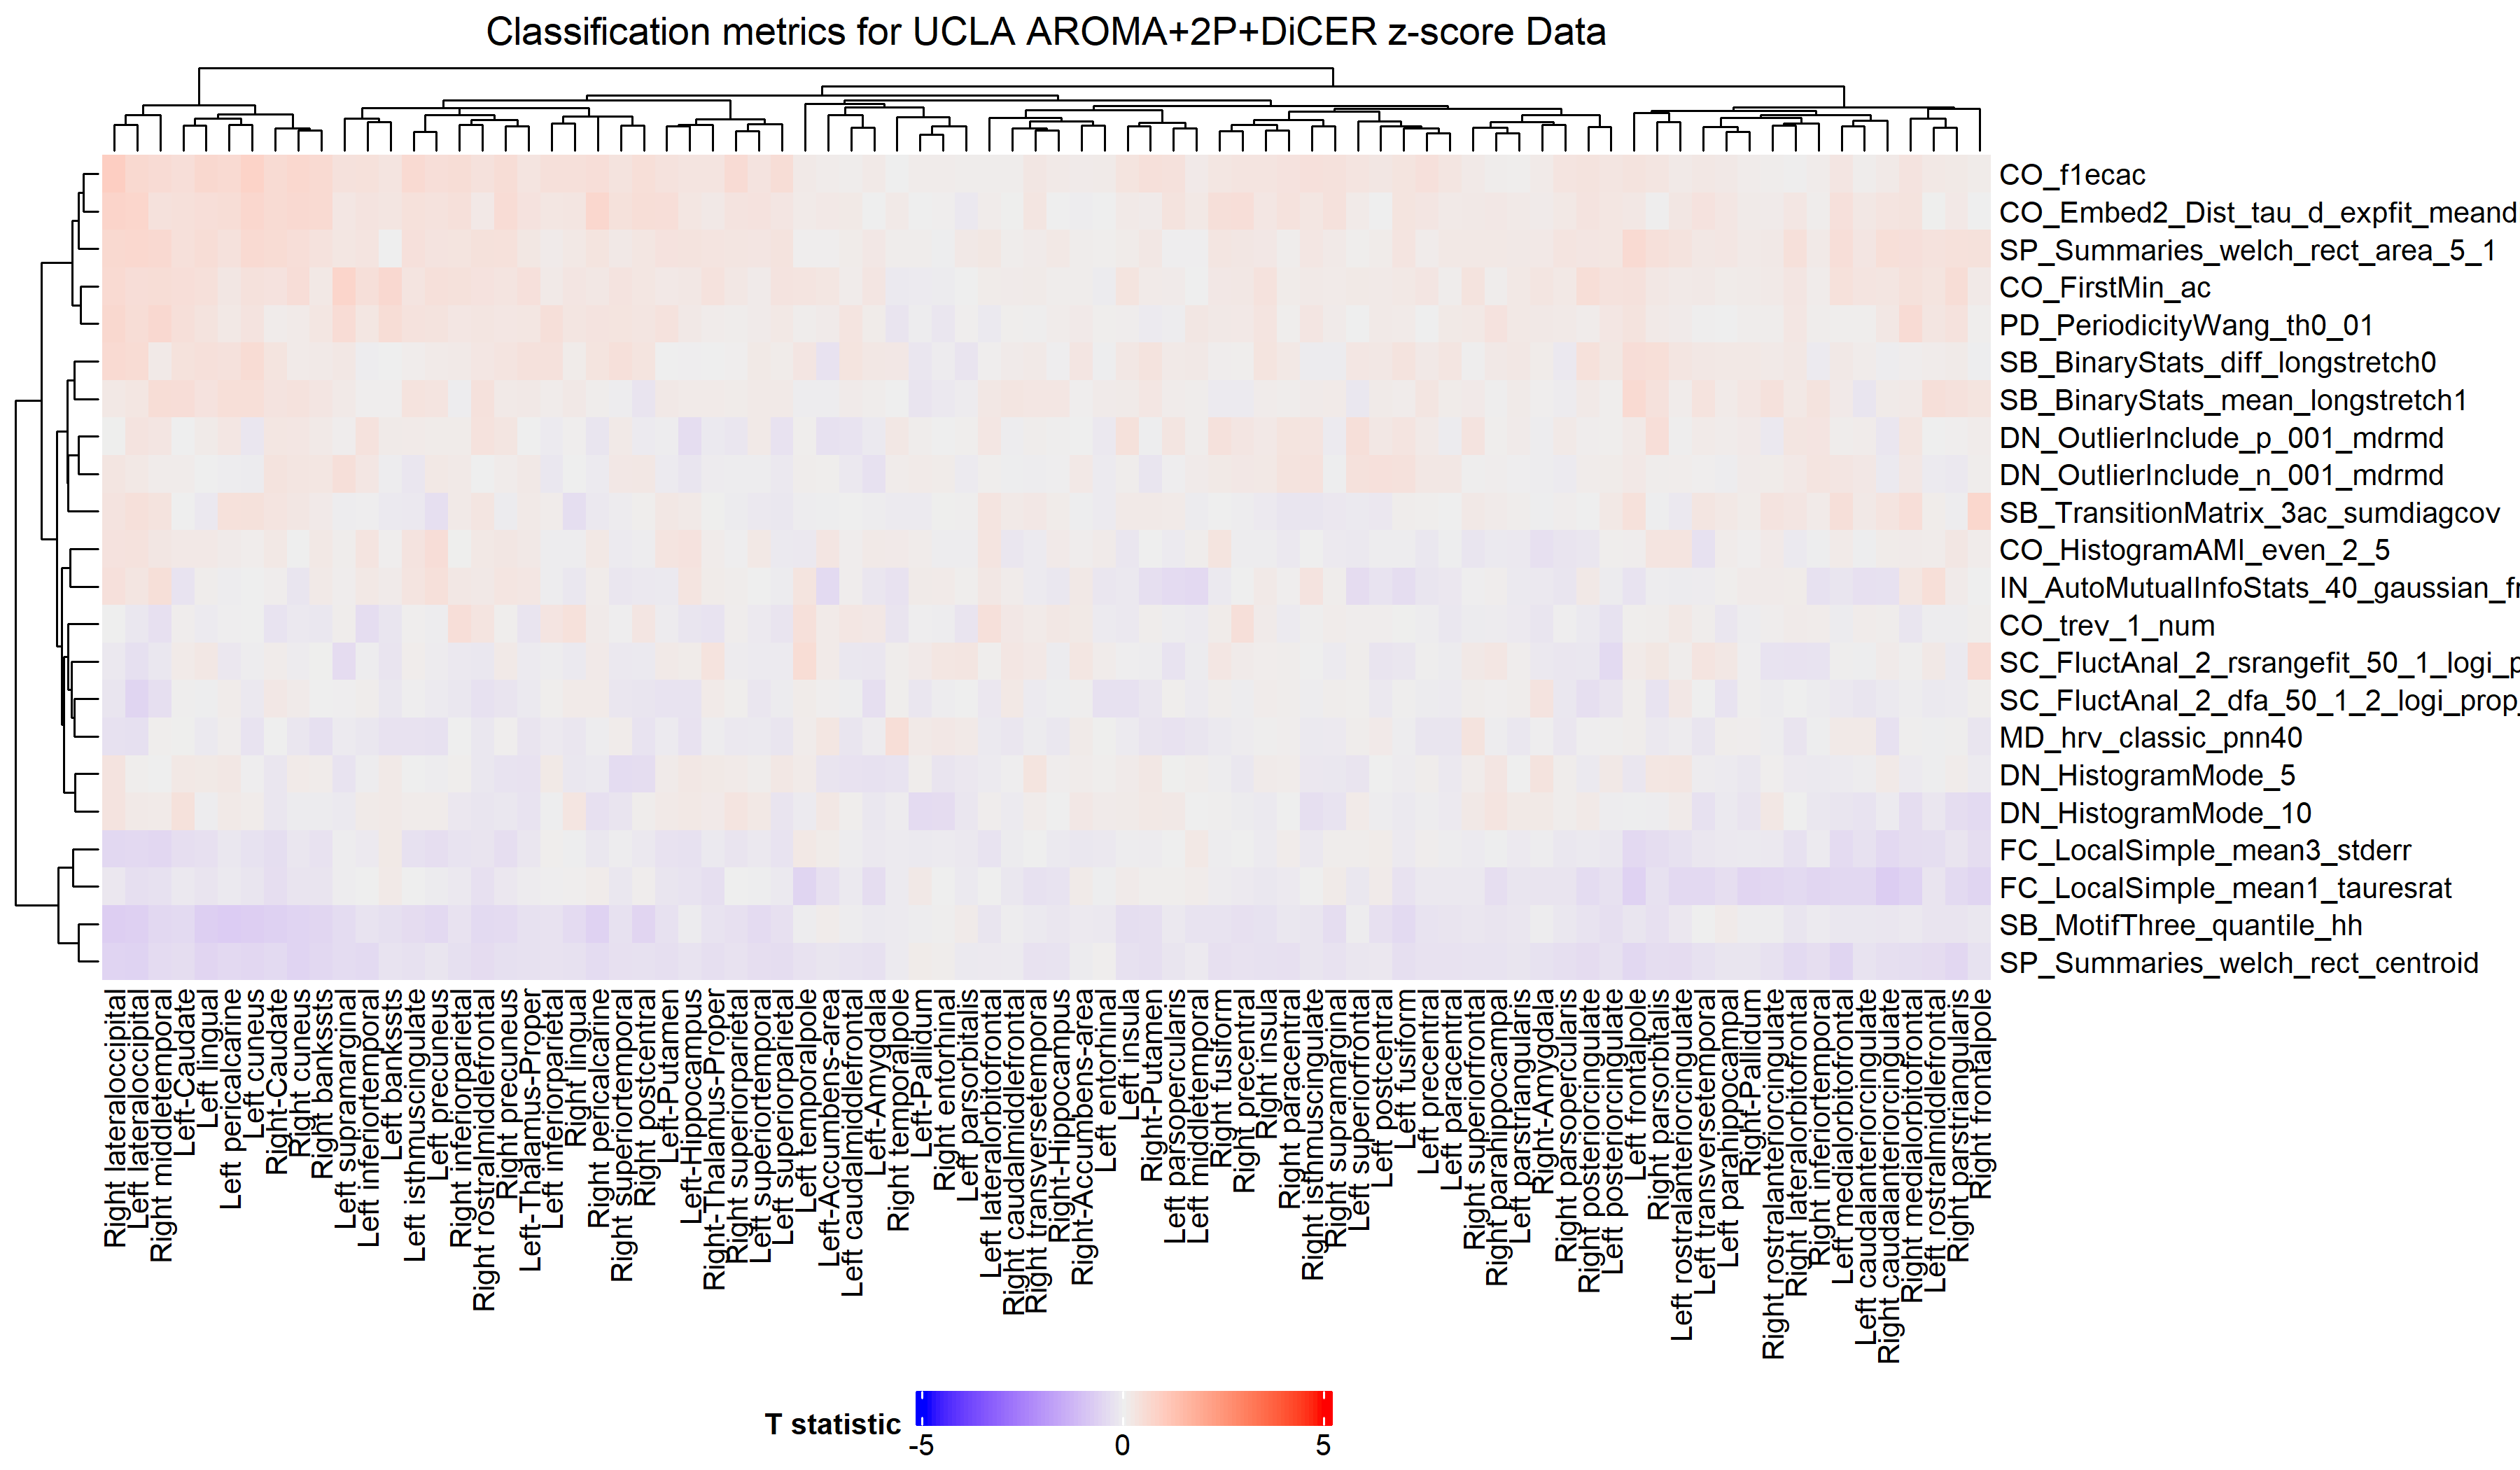 Classification metrics for UCLA AROMA+2P+DiCER z-score Data
CO_f1ecac
CO_Embed2_Dist_tau_d_expfit_meand
SP_Summaries_welch_rect_area_5_1
CO_FirstMin_ac
PD_PeriodicityWang_th0_01
SB_BinaryStats_diff_longstretch0
SB_BinaryStats_mean_longstretch1
DN_OutlierInclude_p_001_mdrmd
DN_OutlierInclude_n_001_mdrmd
SB_TransitionMatrix_3ac_sumdiagcov
CO_HistogramAMI_even_2_5
IN_AutoMutualInfoStats_40_gaussian_fr
CO_trev_1_num
SC_FluctAnal_2_rsrangefit_50_1_logi_p
SC_FluctAnal_2_dfa_50_1_2_logi_prop_
MD_hrv_classic_pnn40
DN_HistogramMode_5
DN_HistogramMode_10
FC_LocalSimple_mean3_stderr
FC_LocalSimple_mean1_tauresrat
SB_MotifThree_quantile_hh
SP_Summaries_welch_rect_centroid
Right lateraloccipital
Left lateraloccipital
Right middletemporal
Left-Caudate
Left lingual
Left pericalcarine
Left cuneus
Right-Caudate
Right cuneus
Right bankssts
Left supramarginal
Left inferiortemporal
Left bankssts
Left isthmuscingulate
Left precuneus
Right inferiorparietal
Right rostralmiddlefrontal
Right precuneus
Left-Thalamus-Proper
Left inferiorparietal
Right lingual
Right pericalcarine
Right superiortemporal
Right postcentral
Left-Putamen
Left-Hippocampus
Right-Thalamus-Proper
Right superiorparietal
Left superiortemporal
Left superiorparietal
Left temporalpole
Left-Accumbens-area
Left caudalmiddlefrontal
Left-Amygdala
Right temporalpole
Left-Pallidum
Right entorhinal
Left parsorbitalis
Left lateralorbitofrontal
Right caudalmiddlefrontal
Right transversetemporal
Right-Hippocampus
Right-Accumbens-area
Left entorhinal
Left insula
Right-Putamen
Left parsopercularis
Left middletemporal
Right fusiform
Right precentral
Right insula
Right paracentral
Right isthmuscingulate
Right supramarginal
Left superiorfrontal
Left postcentral
Left fusiform
Left precentral
Left paracentral
Right superiorfrontal
Right parahippocampal
Left parstriangularis
Right-Amygdala
Right parsopercularis
Right posteriorcingulate
Left posteriorcingulate
Left frontalpole
Right parsorbitalis
Left rostralanteriorcingulate
Left transversetemporal
Left parahippocampal
Right-Pallidum
Right rostralanteriorcingulate
Right lateralorbitofrontal
Right inferiortemporal
Left medialorbitofrontal
Left caudalanteriorcingulate
Right caudalanteriorcingulate
Right medialorbitofrontal
Left rostralmiddlefrontal
Right parstriangularis
Right frontalpole
T statistic
-5 0 5